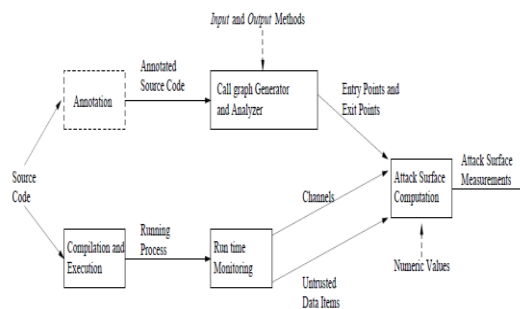 Input and Output Methods
Annotation
Annotated
Source Code
Call graph Generator
and Analyzer
Entry Points and
Exit Points
Source
Code
Channels
Attack Surface
Computation
Attack Surface
Measurements
Compilation and
Execution
Running
Process
Run time
Monitoring
Untrusted
Data Items
Numeric Values